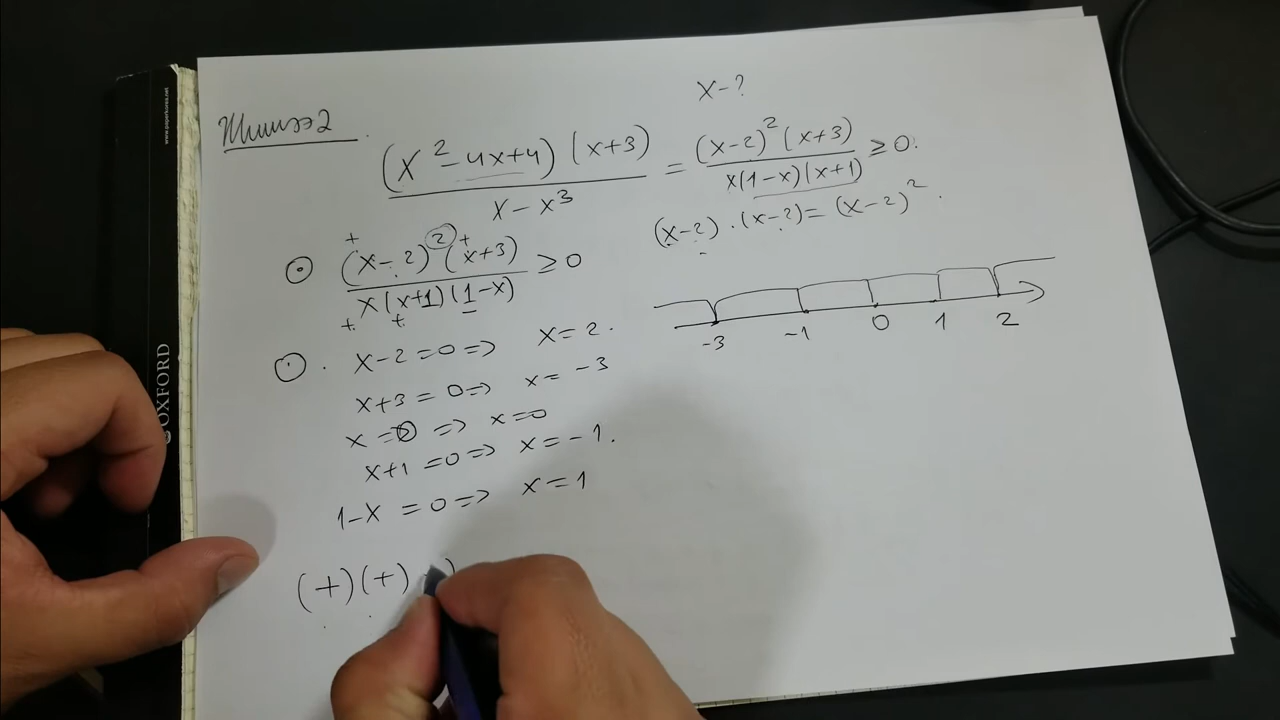 x-?
Жишээ2
(x²-4x+4)(x+3) / x-x³ = (x-2)²(x+3) / x(1-x)(x+1) ≥0.
(x-2)·(x-2)=(x-2)².
+ +
(x-2)²(x+3) / x(x+1)(1-x) ≥0
+ + -
-3 -1 0 1 2
x-2=0=> x=2.
x+3=0=> x=-3
x=0 => x=0
x+1=0=> x=-1.
1-x=0=> x=1
(+)(+)
OXFORD